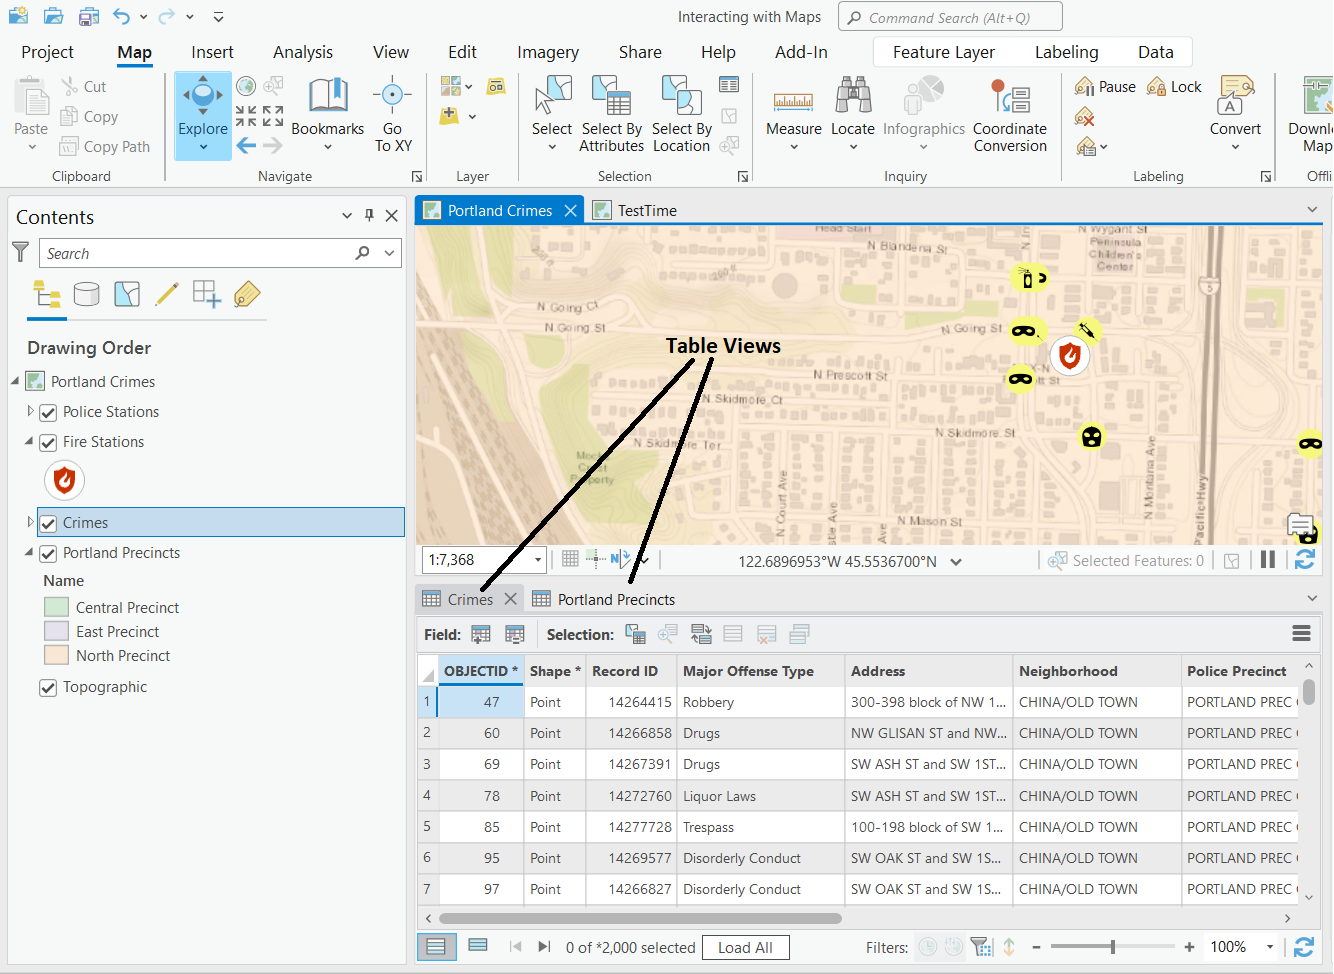 Interacting with Maps
Command Search (Alt+Q)
Project Map Insert Analysis View Edit Imagery Share Help Add-In Feature Layer Labeling Data
Paste
Cut
Copy
Copy Path
Clipboard
Explore
Bookmarks
Go To XY
Navigate
Layer
Select
Select By Attributes
Select By Location
Selection
Measure
Locate
Infographics
Coordinate Conversion
Inquiry
Pause
Lock
Convert
Labeling
Contents
Search
Drawing Order
Portland Crimes
Police Stations
Fire Stations
Crimes
Portland Precincts
Name
Central Precinct
East Precinct
North Precinct
Topographic
Portland Crimes
TestTime
Head Start
N Blandena St
N Wygant St
Peninsula
Children's
Center
200 ft
5
N Going Ct
N Going St
N Going St
Table Views
N Prescott St
N Skidmore Ct
N Skidmore Ter
N Skidmore St
Property
N Court Ave
Ave
N Montana Ave
Pacific Hwy
N Mason St
1:7,368
122.6896953°W 45.5536700°N
Selected Features: 0
Crimes
Portland Precincts
Field:
Selection:
OBJECTID * Shape * Record ID Major Offense Type Address Neighborhood Police Precinct
1 47 Point 14264415 Robbery 300-398 block of NW 1... CHINA/OLD TOWN PORTLAND PREC
2 60 Point 14266858 Drugs NW GLISAN ST and NW... CHINA/OLD TOWN PORTLAND PREC
3 69 Point 14267391 Drugs SW ASH ST and SW 1ST... CHINA/OLD TOWN PORTLAND PREC
4 78 Point 14272760 Liquor Laws SW ASH ST and SW 1ST... CHINA/OLD TOWN PORTLAND PREC
5 85 Point 14277728 Trespass 100-198 block of SW 1... CHINA/OLD TOWN PORTLAND PREC
6 95 Point 14269577 Disorderly Conduct SW OAK ST and SW 1S... CHINA/OLD TOWN PORTLAND PREC
7 97 Point 14266827 Disorderly Conduct SW OAK ST and SW 1S... CHINA/OLD TOWN PORTLAND PREC
0 of *2,000 selected
Load All
Filters:
100%